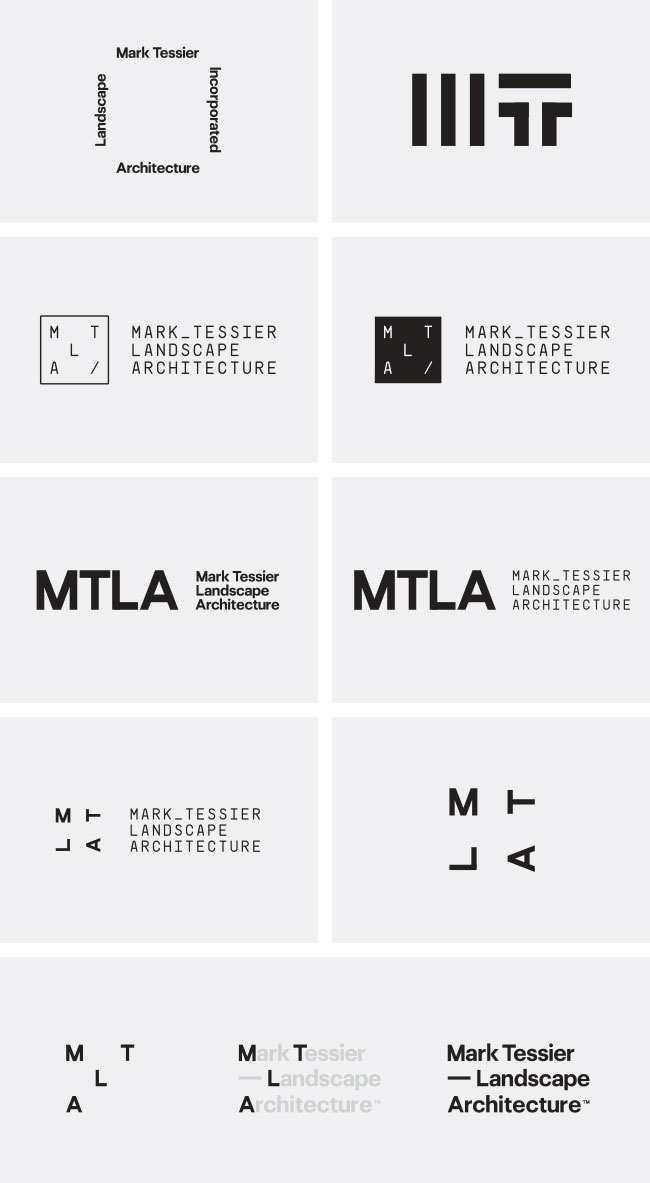 Mark Tessier
Landscape
Incorporated
Architecture
MT
M T
L
A /
MARK_TESSIER
LANDSCAPE
ARCHITECTURE
M T
L
A /
MARK_TESSIER
LANDSCAPE
ARCHITECTURE
MTLA
Mark Tessier
Landscape
Architecture
MTLA
MARK_TESSIER
LANDSCAPE
ARCHITECTURE
M T
L A
MARK_TESSIER
LANDSCAPE
ARCHITECTURE
M T
L A
M T
L
A
Mark Tessier
— Landscape
Architecture™
Mark Tessier
— Landscape
Architecture™